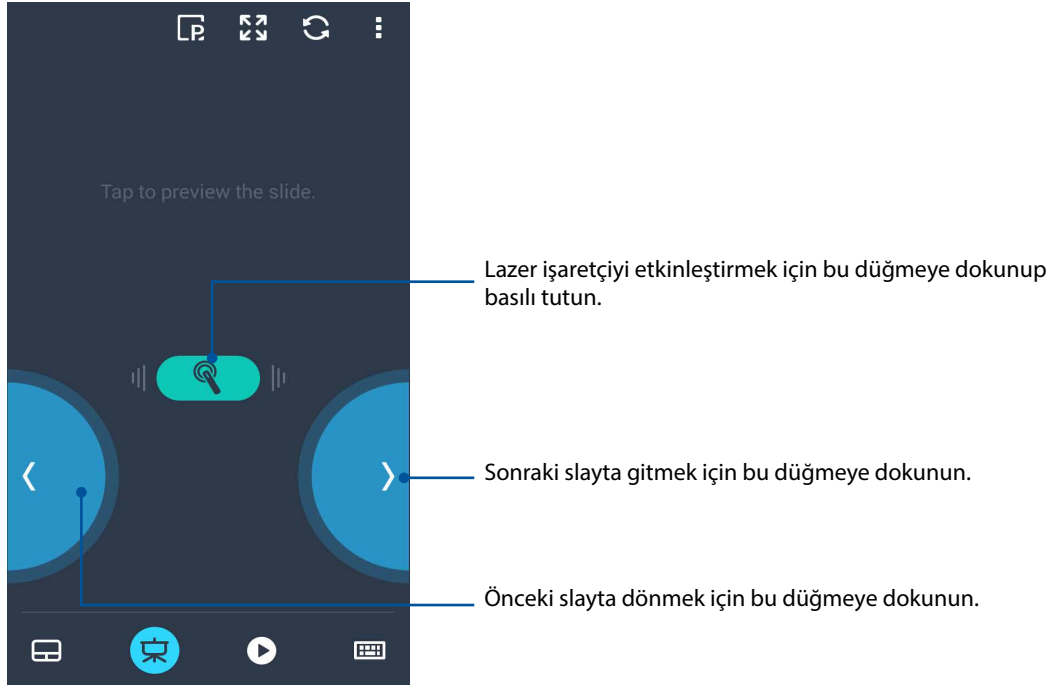 Tap to preview the slide.
Lazer işaretçiyi etkinleştirmek için bu düğmeye dokunup
basılı tutun.
Sonraki slayta gitmek için bu düğmeye dokunun.
Önceki slayta dönmek için bu düğmeye dokunun.